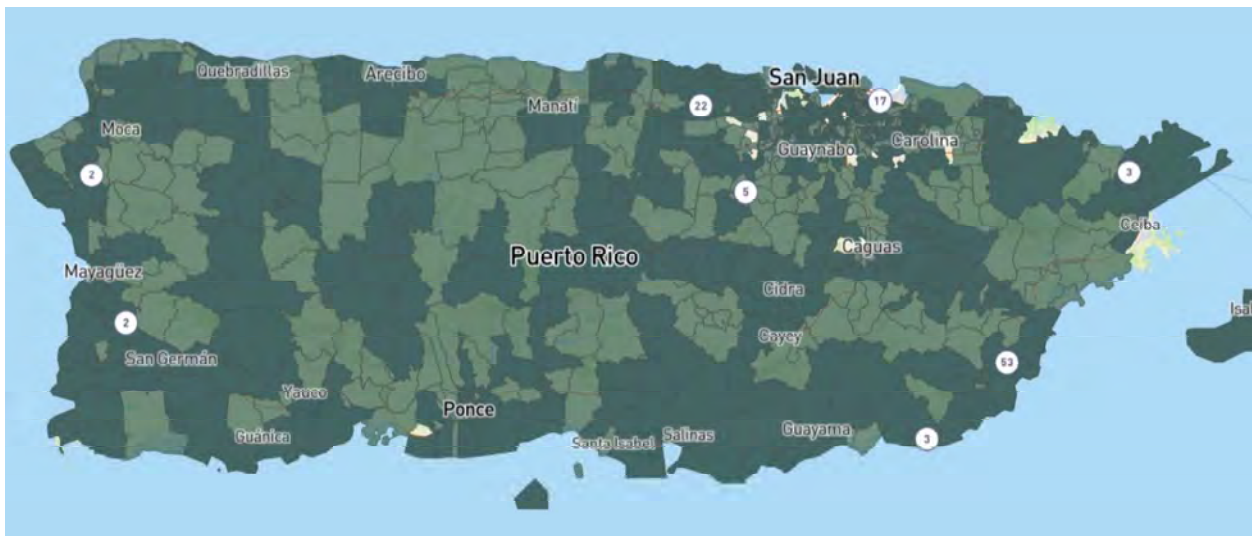 San Juan
Quebradillas
Arecibo
Manatí
22
17
Moca
Guaynabo
Carolina
2
5
3
Ceiba
Puerto Rico
Caguas
Mayagüez
Cidra
Isa
2
Cayey
San Germán
53
Yauco
Ponce
Guánica
Santa Isabel
Salinas
Guayama
3